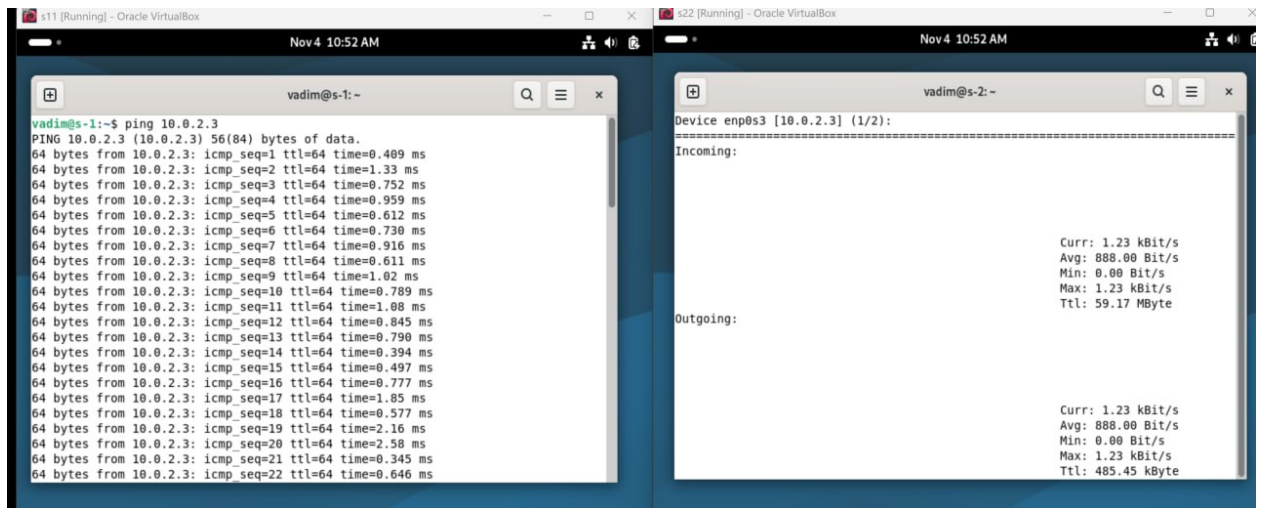 s11 [Running] - Oracle VirtualBox
Nov 4 10:52 AM
vadim@s-1: ~
vadim@s-1:~$ ping 10.0.2.3
PING 10.0.2.3 (10.0.2.3) 56(84) bytes of data.
64 bytes from 10.0.2.3: icmp_seq=1 ttl=64 time=0.409 ms
64 bytes from 10.0.2.3: icmp_seq=2 ttl=64 time=1.33 ms
64 bytes from 10.0.2.3: icmp_seq=3 ttl=64 time=0.752 ms
64 bytes from 10.0.2.3: icmp_seq=4 ttl=64 time=0.959 ms
64 bytes from 10.0.2.3: icmp_seq=5 ttl=64 time=0.612 ms
64 bytes from 10.0.2.3: icmp_seq=6 ttl=64 time=0.730 ms
64 bytes from 10.0.2.3: icmp_seq=7 ttl=64 time=0.916 ms
64 bytes from 10.0.2.3: icmp_seq=8 ttl=64 time=0.611 ms
64 bytes from 10.0.2.3: icmp_seq=9 ttl=64 time=1.02 ms
64 bytes from 10.0.2.3: icmp_seq=10 ttl=64 time=0.789 ms
64 bytes from 10.0.2.3: icmp_seq=11 ttl=64 time=1.08 ms
64 bytes from 10.0.2.3: icmp_seq=12 ttl=64 time=0.845 ms
64 bytes from 10.0.2.3: icmp_seq=13 ttl=64 time=0.790 ms
64 bytes from 10.0.2.3: icmp_seq=14 ttl=64 time=0.394 ms
64 bytes from 10.0.2.3: icmp_seq=15 ttl=64 time=0.497 ms
64 bytes from 10.0.2.3: icmp_seq=16 ttl=64 time=0.777 ms
64 bytes from 10.0.2.3: icmp_seq=17 ttl=64 time=1.85 ms
64 bytes from 10.0.2.3: icmp_seq=18 ttl=64 time=0.577 ms
64 bytes from 10.0.2.3: icmp_seq=19 ttl=64 time=2.16 ms
64 bytes from 10.0.2.3: icmp_seq=20 ttl=64 time=2.58 ms
64 bytes from 10.0.2.3: icmp_seq=21 ttl=64 time=0.345 ms
64 bytes from 10.0.2.3: icmp_seq=22 ttl=64 time=0.646 ms
s22 [Running] - Oracle VirtualBox
Nov 4 10:52 AM
vadim@s-2: ~
Device enp0s3 [10.0.2.3] (1/2):
Incoming:
Curr: 1.23 kBit/s
Avg: 888.00 Bit/s
Min: 0.00 Bit/s
Max: 1.23 kBit/s
Ttl: 59.17 MByte
Outgoing:
Curr: 1.23 kBit/s
Avg: 888.00 Bit/s
Min: 0.00 Bit/s
Max: 1.23 kBit/s
Ttl: 485.45 kByte